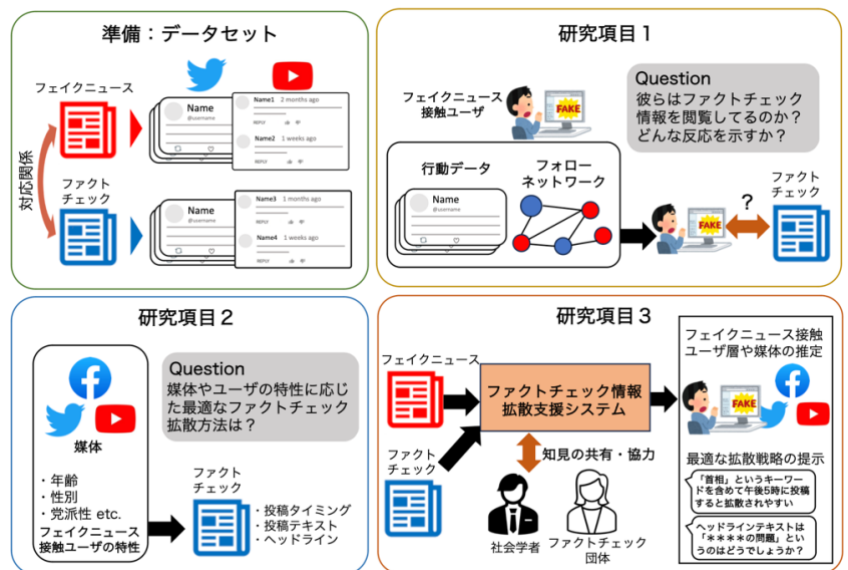 準備：データセット
フェイクニュース
対応関係
ファクト
チェック
Name
@username
Name1 2 months ago
REPLY
Name2 1 weeks ago
REPLY
Name
@username
Name3 1 months ago
REPLY
Name4 1 weeks ago
REPLY
研究項目1
フェイクニュース
接触ユーザ
FAKE
Question
彼らはファクトチェック
情報を閲覧してるのか？
どんな反応を示すか？
行動データ
Name
@username
フォロー
ネットワーク
FAKE
?
ファクト
チェック
研究項目2
媒体
・年齢
・性別
・党派性 etc.
フェイクニュース
接触ユーザの特性
Question
媒体やユーザの特性に応じ
た最適なファクトチェック
拡散方法は？
ファクト
チェック
・投稿タイミング
・投稿テキスト
・ヘッドライン
研究項目3
フェイクニュース
ファクト
チェック
ファクトチェック情報
拡散支援システム
知見の共有・協力
社会学者
ファクトチェック
団体
フェイクニュース接触
ユーザ層や媒体の推定
FAKE
最適な拡散戦略の提示
「首相」というキーワー
ドを含めて午後5時に投稿
すると拡散されやすい
ヘッドラインテキストは
「＊＊＊＊の問題」とい
うのはどうでしょうか？